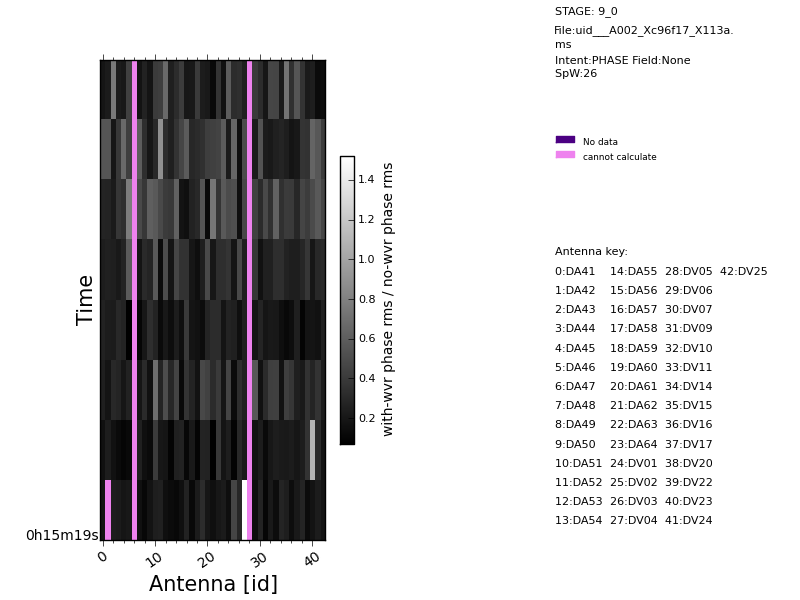 STAGE: 9_0
File:uid___A002_Xc96f17_X113a.
ms
Intent:PHASE Field:None
SpW:26
No data
cannot calculate
1.4
1.2
1.0
0.8
0.6
0.4
0.2
with-wvr phase rms / no-wvr phase rms
Time
0h15m19s
0 10 20 30 40
Antenna [id]
Antenna key:
0:DA41 14:DA55 28:DV05 42:DV25
1:DA42 15:DA56 29:DV06
2:DA43 16:DA57 30:DV07
3:DA44 17:DA58 31:DV09
4:DA45 18:DA59 32:DV10
5:DA46 19:DA60 33:DV11
6:DA47 20:DA61 34:DV14
7:DA48 21:DA62 35:DV15
8:DA49 22:DA63 36:DV16
9:DA50 23:DA64 37:DV17
10:DA51 24:DV01 38:DV20
11:DA52 25:DV02 39:DV22
12:DA53 26:DV03 40:DV23
13:DA54 27:DV04 41:DV24